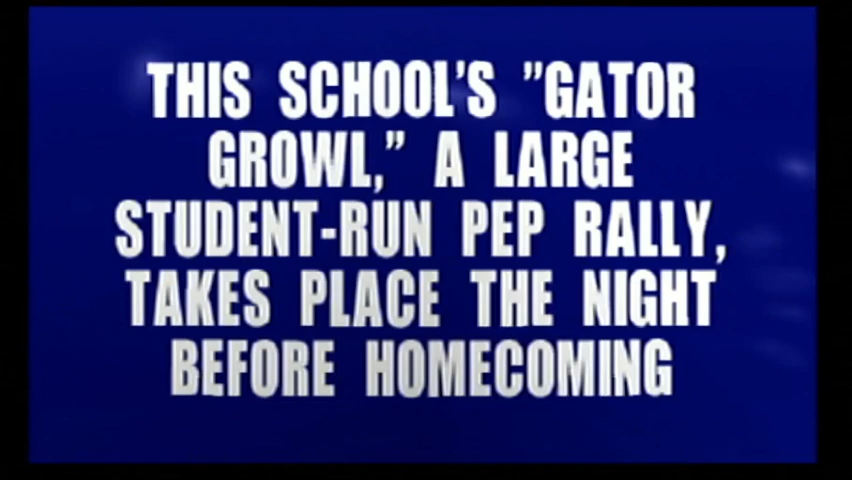 THIS SCHOOL'S "GATOR
GROWL," A LARGE
STUDENT-RUN PEP RALLY,
TAKES PLACE THE NIGHT
BEFORE HOMECOMING